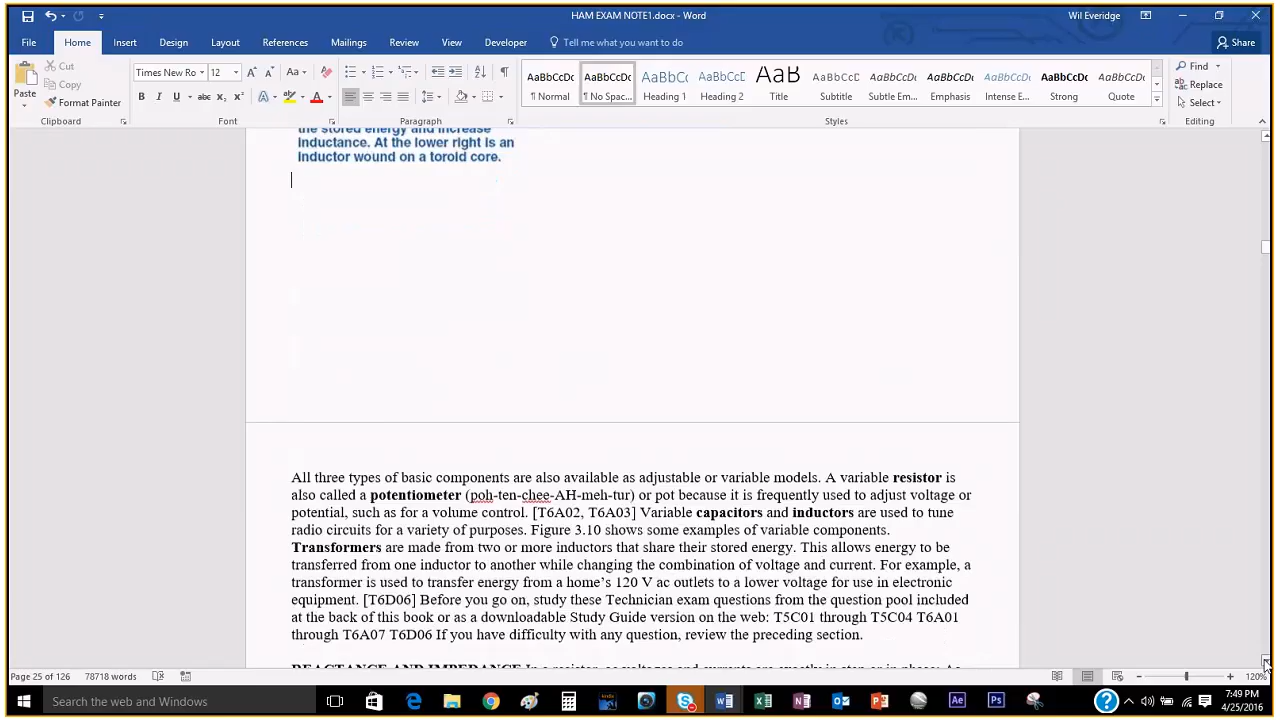 HAM EXAM NOTE1.docx - Word
Wil Everidge
File Home Insert Design Layout References Mailings Review View Developer Tell me what you want to do Share
Paste
Cut
Copy
Format Painter
Clipboard
Times New Ro 12 Aa
B I U abc x₂ x² A A
Font
Paragraph
AaBbCcDc AaBbCcDc AaBbCc AaBbCcC AaB AaBbCcD AaBbCcDc AaBbCcDc AaBbCcDc AaBbCcDc AaBbCcDc
¶ Normal ¶ No Spac... Heading 1 Heading 2 Title Subtitle Subtle Em... Emphasis Intense E... Strong Quote
Styles
Find
Replace
Select
Editing
the stored energy and increase
inductance. At the lower right is an
inductor wound on a toroid core.
All three types of basic components are also available as adjustable or variable models. A variable resistor is
also called a potentiometer (poh-ten-chee-AH-meh-tur) or pot because it is frequently used to adjust voltage or
potential, such as for a volume control. [T6A02, T6A03] Variable capacitors and inductors are used to tune
radio circuits for a variety of purposes. Figure 3.10 shows some examples of variable components.
Transformers are made from two or more inductors that share their stored energy. This allows energy to be
transferred from one inductor to another while changing the combination of voltage and current. For example, a
transformer is used to transfer energy from a home's 120 V ac outlets to a lower voltage for use in electronic
equipment. [T6D06] Before you go on, study these Technician exam questions from the question pool included
at the back of this book or as a downloadable Study Guide version on the web: T5C01 through T5C04 T6A01
through T6A07 T6D06 If you have difficulty with any question, review the preceding section.
REACTANCE AND IMPEDANCE In a resistor, ac voltages and currents are exactly in step or in phase: As
Page 25 of 126 78718 words 120%
Search the web and Windows
7:49 PM
4/25/2016